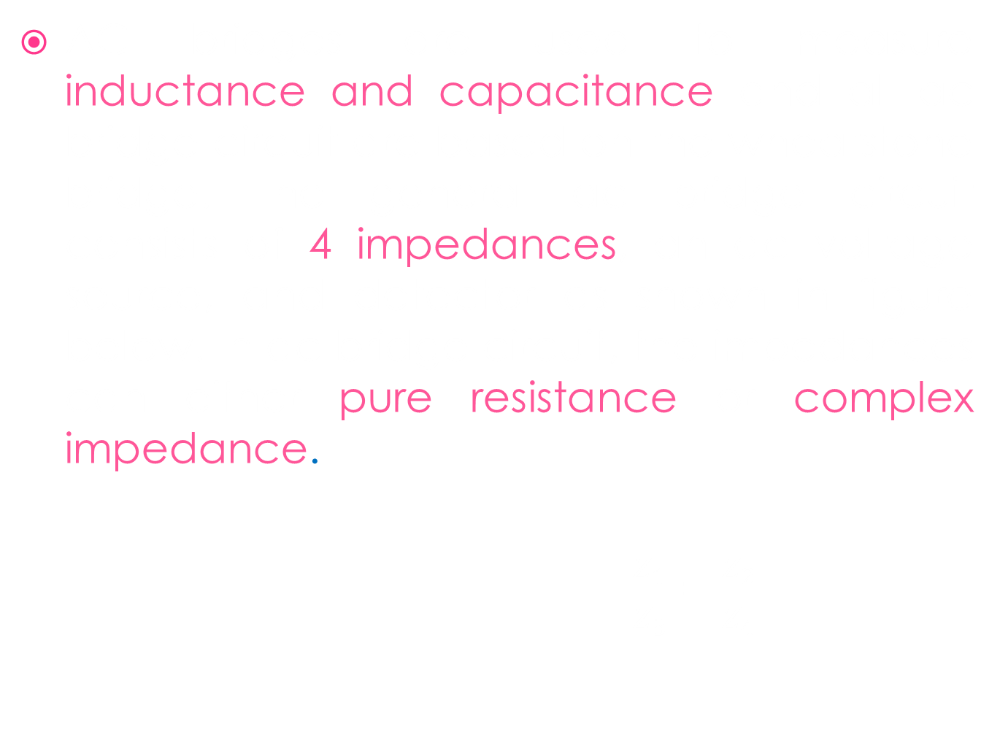 inductance and capacitance
4 impedances
pure resistance complex
impedance.